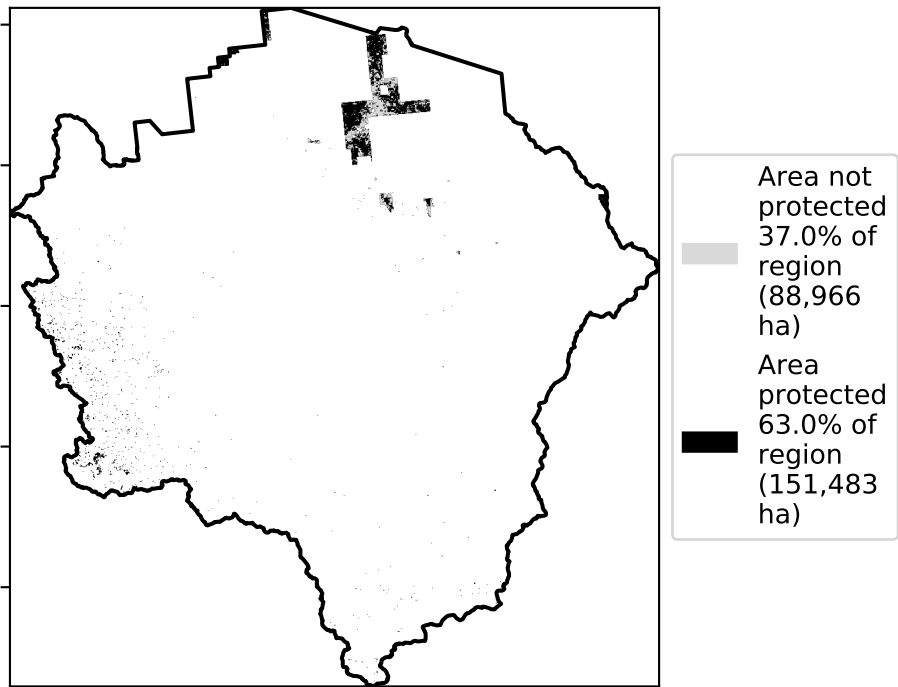 Area not
protected
37.0% of
region
(88,966
ha)
Area
protected
63.0% of
region
(151,483
ha)